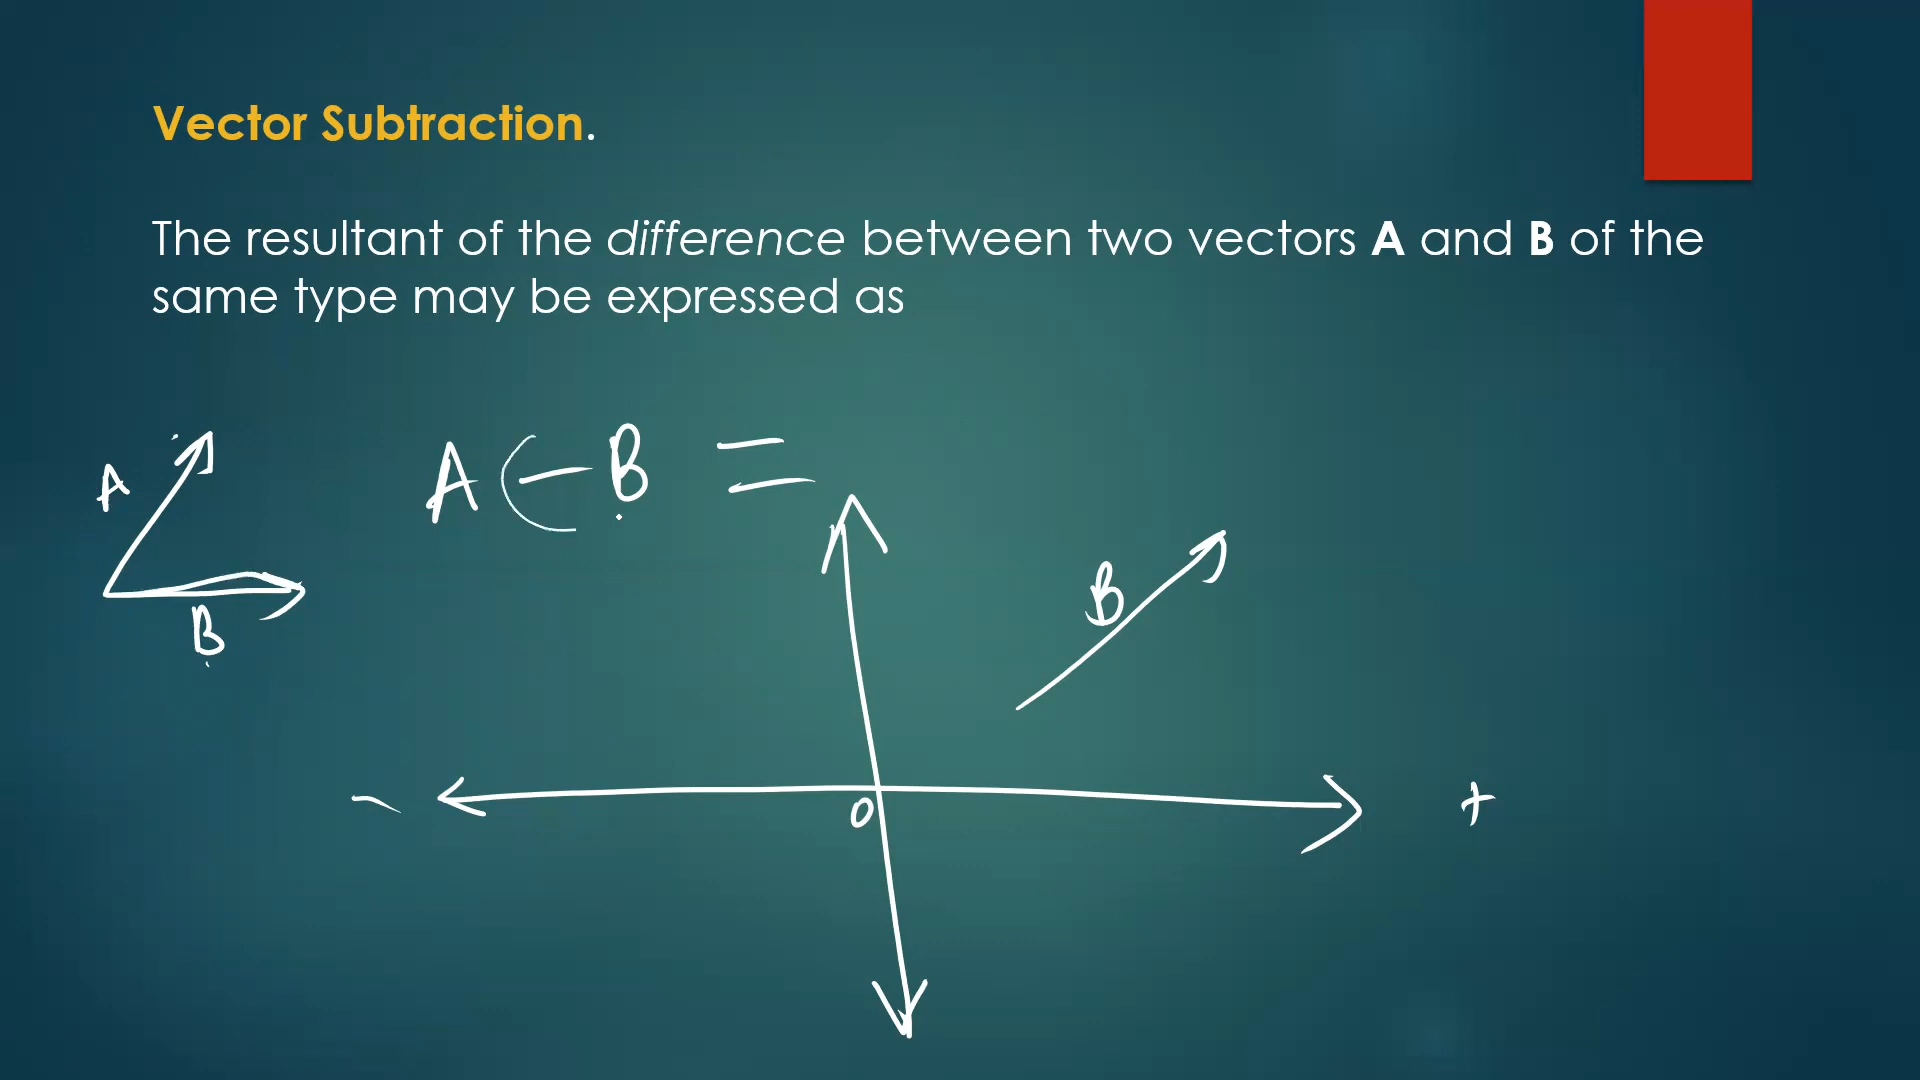 Vector Subtraction.
The resultant of the difference between two vectors A and B of the
same type may be expressed as
A
B
A (− B =
B
−
O
+